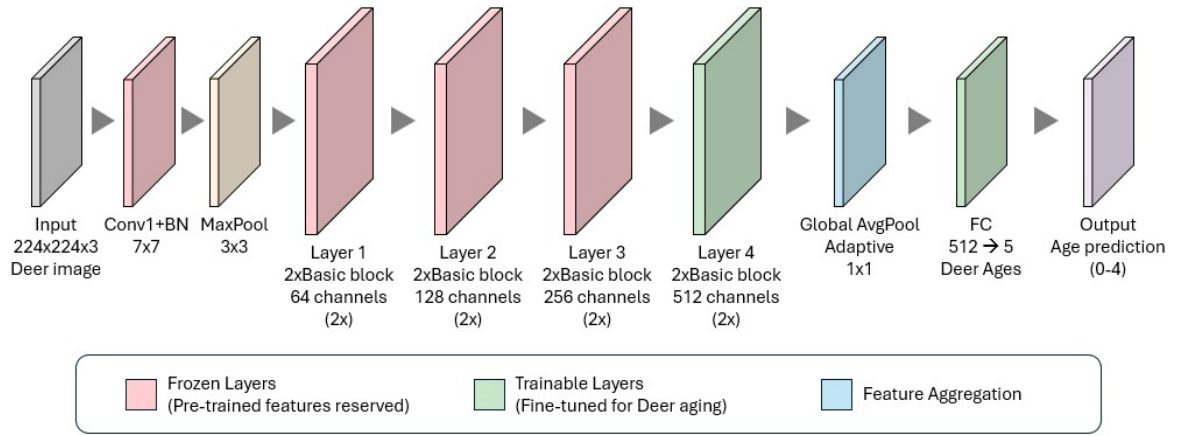 Input
224x224x3
Deer image
Conv1+BN
7x7
MaxPool
3x3
Layer 1
2xBasic block
64 channels
(2x)
Layer 2
2xBasic block
128 channels
(2x)
Layer 3
2xBasic block
256 channels
(2x)
Layer 4
2xBasic block
512 channels
(2x)
Global AvgPool
Adaptive
1x1
FC
512 → 5
Deer Ages
Output
Age prediction
(0-4)
Frozen Layers
(Pre-trained features reserved)
Trainable Layers
(Fine-tuned for Deer aging)
Feature Aggregation